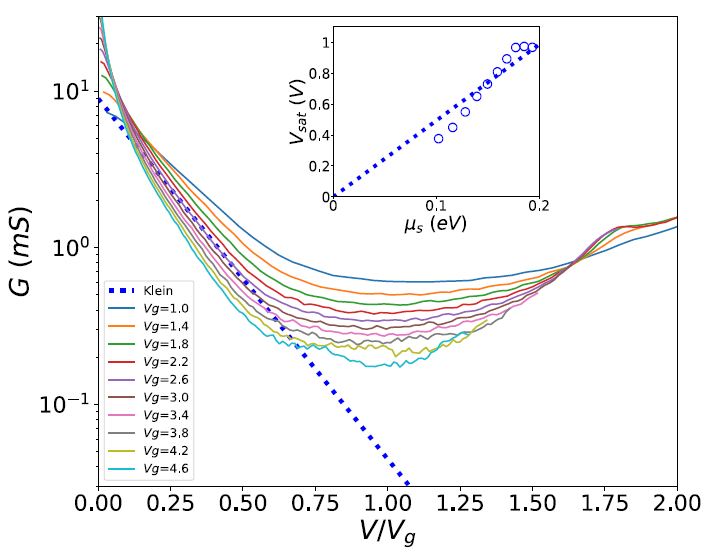 10¹
10⁰
10⁻¹
G (mS)
0.00 0.25 0.50 0.75 1.00 1.25 1.50 1.75 2.00
V/Vg
Klein
Vg=1.0
Vg=1.4
Vg=1.8
Vg=2.2
Vg=2.6
Vg=3.0
Vg=3.4
Vg=3.8
Vg=4.2
Vg=4.6
1
0.8
0.6
0.4
0.2
0
Vsat (V)
0 0.1 0.2
μs (eV)